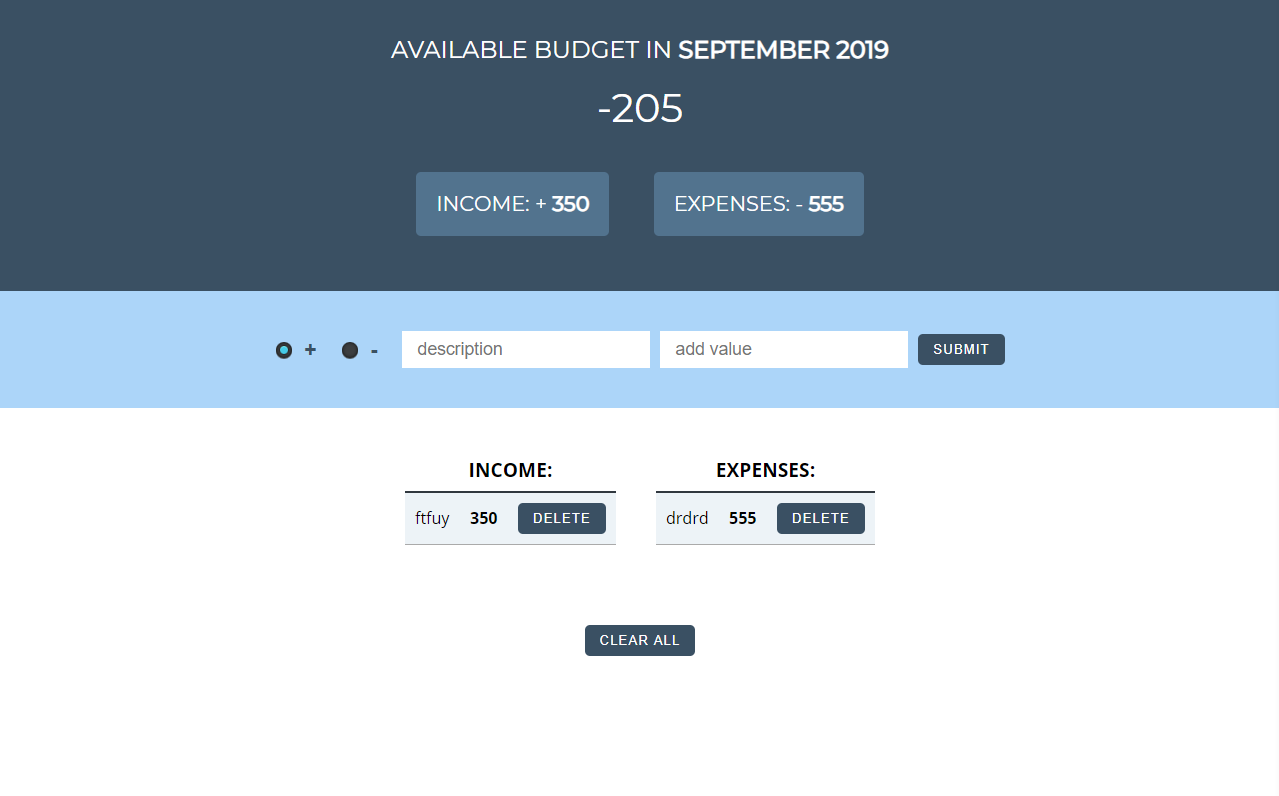 AVAILABLE BUDGET IN SEPTEMBER 2019
-205
INCOME: + 350
EXPENSES: - 555
+
-
description
add value
SUBMIT
INCOME:
ftfuy 350 DELETE
EXPENSES:
drdrd 555 DELETE
CLEAR ALL